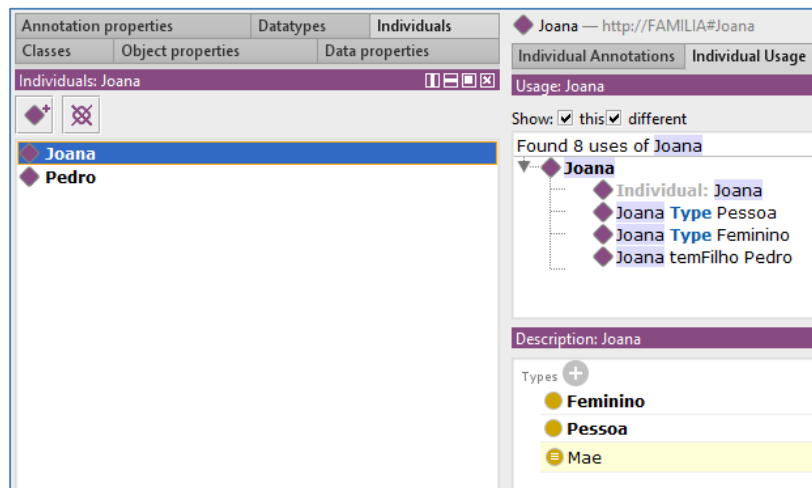 Annotation properties Datatypes Individuals
Classes Object properties Data properties
Individuals: Joana
Joana
Pedro
Joana — http://FAMILIA#Joana
Individual Annotations Individual Usage
Usage: Joana
Show: this different
Found 8 uses of Joana
Joana
Individual: Joana
Joana Type Pessoa
Joana Type Feminino
Joana temFilho Pedro
Description: Joana
Types
Feminino
Pessoa
Mae